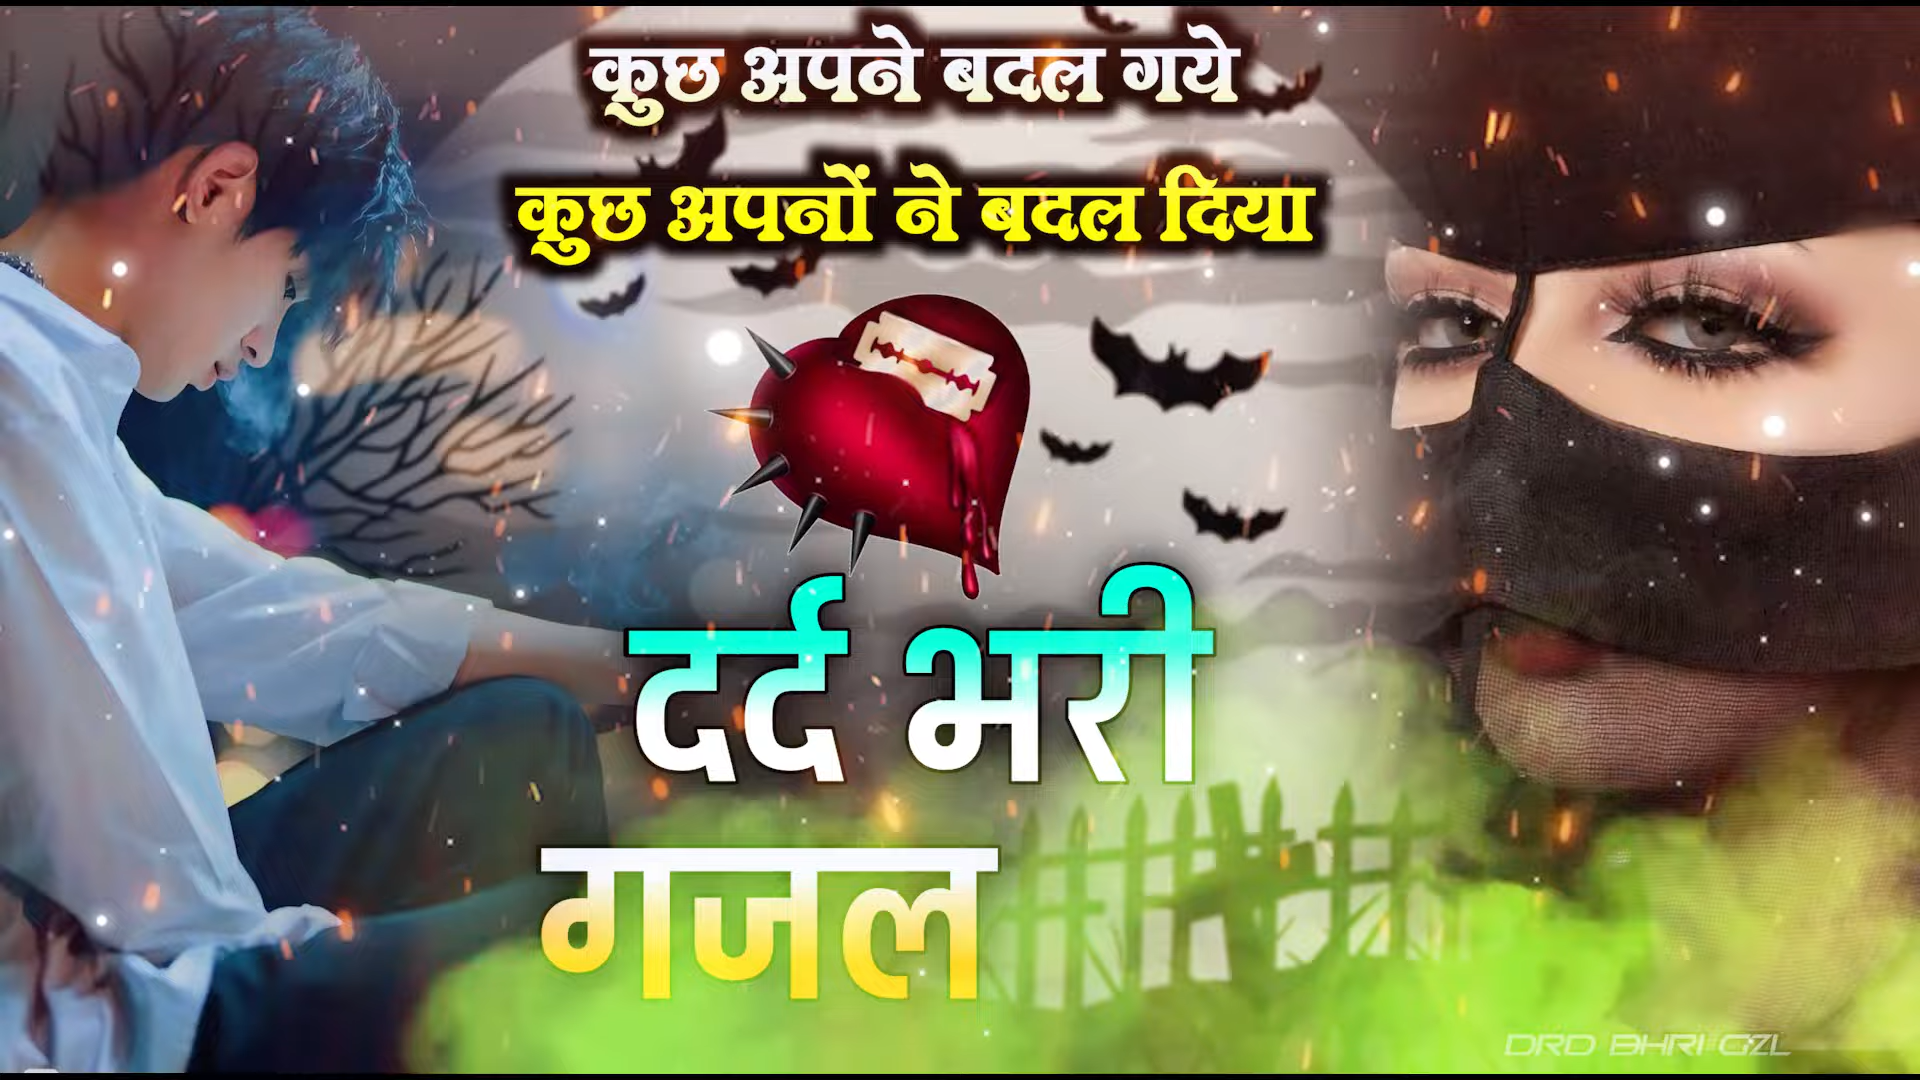 कुछ अपने बदल गये
कुछ अपनों ने बदल दिया
दर्द भरी
गजल
DRD BHRI GZL